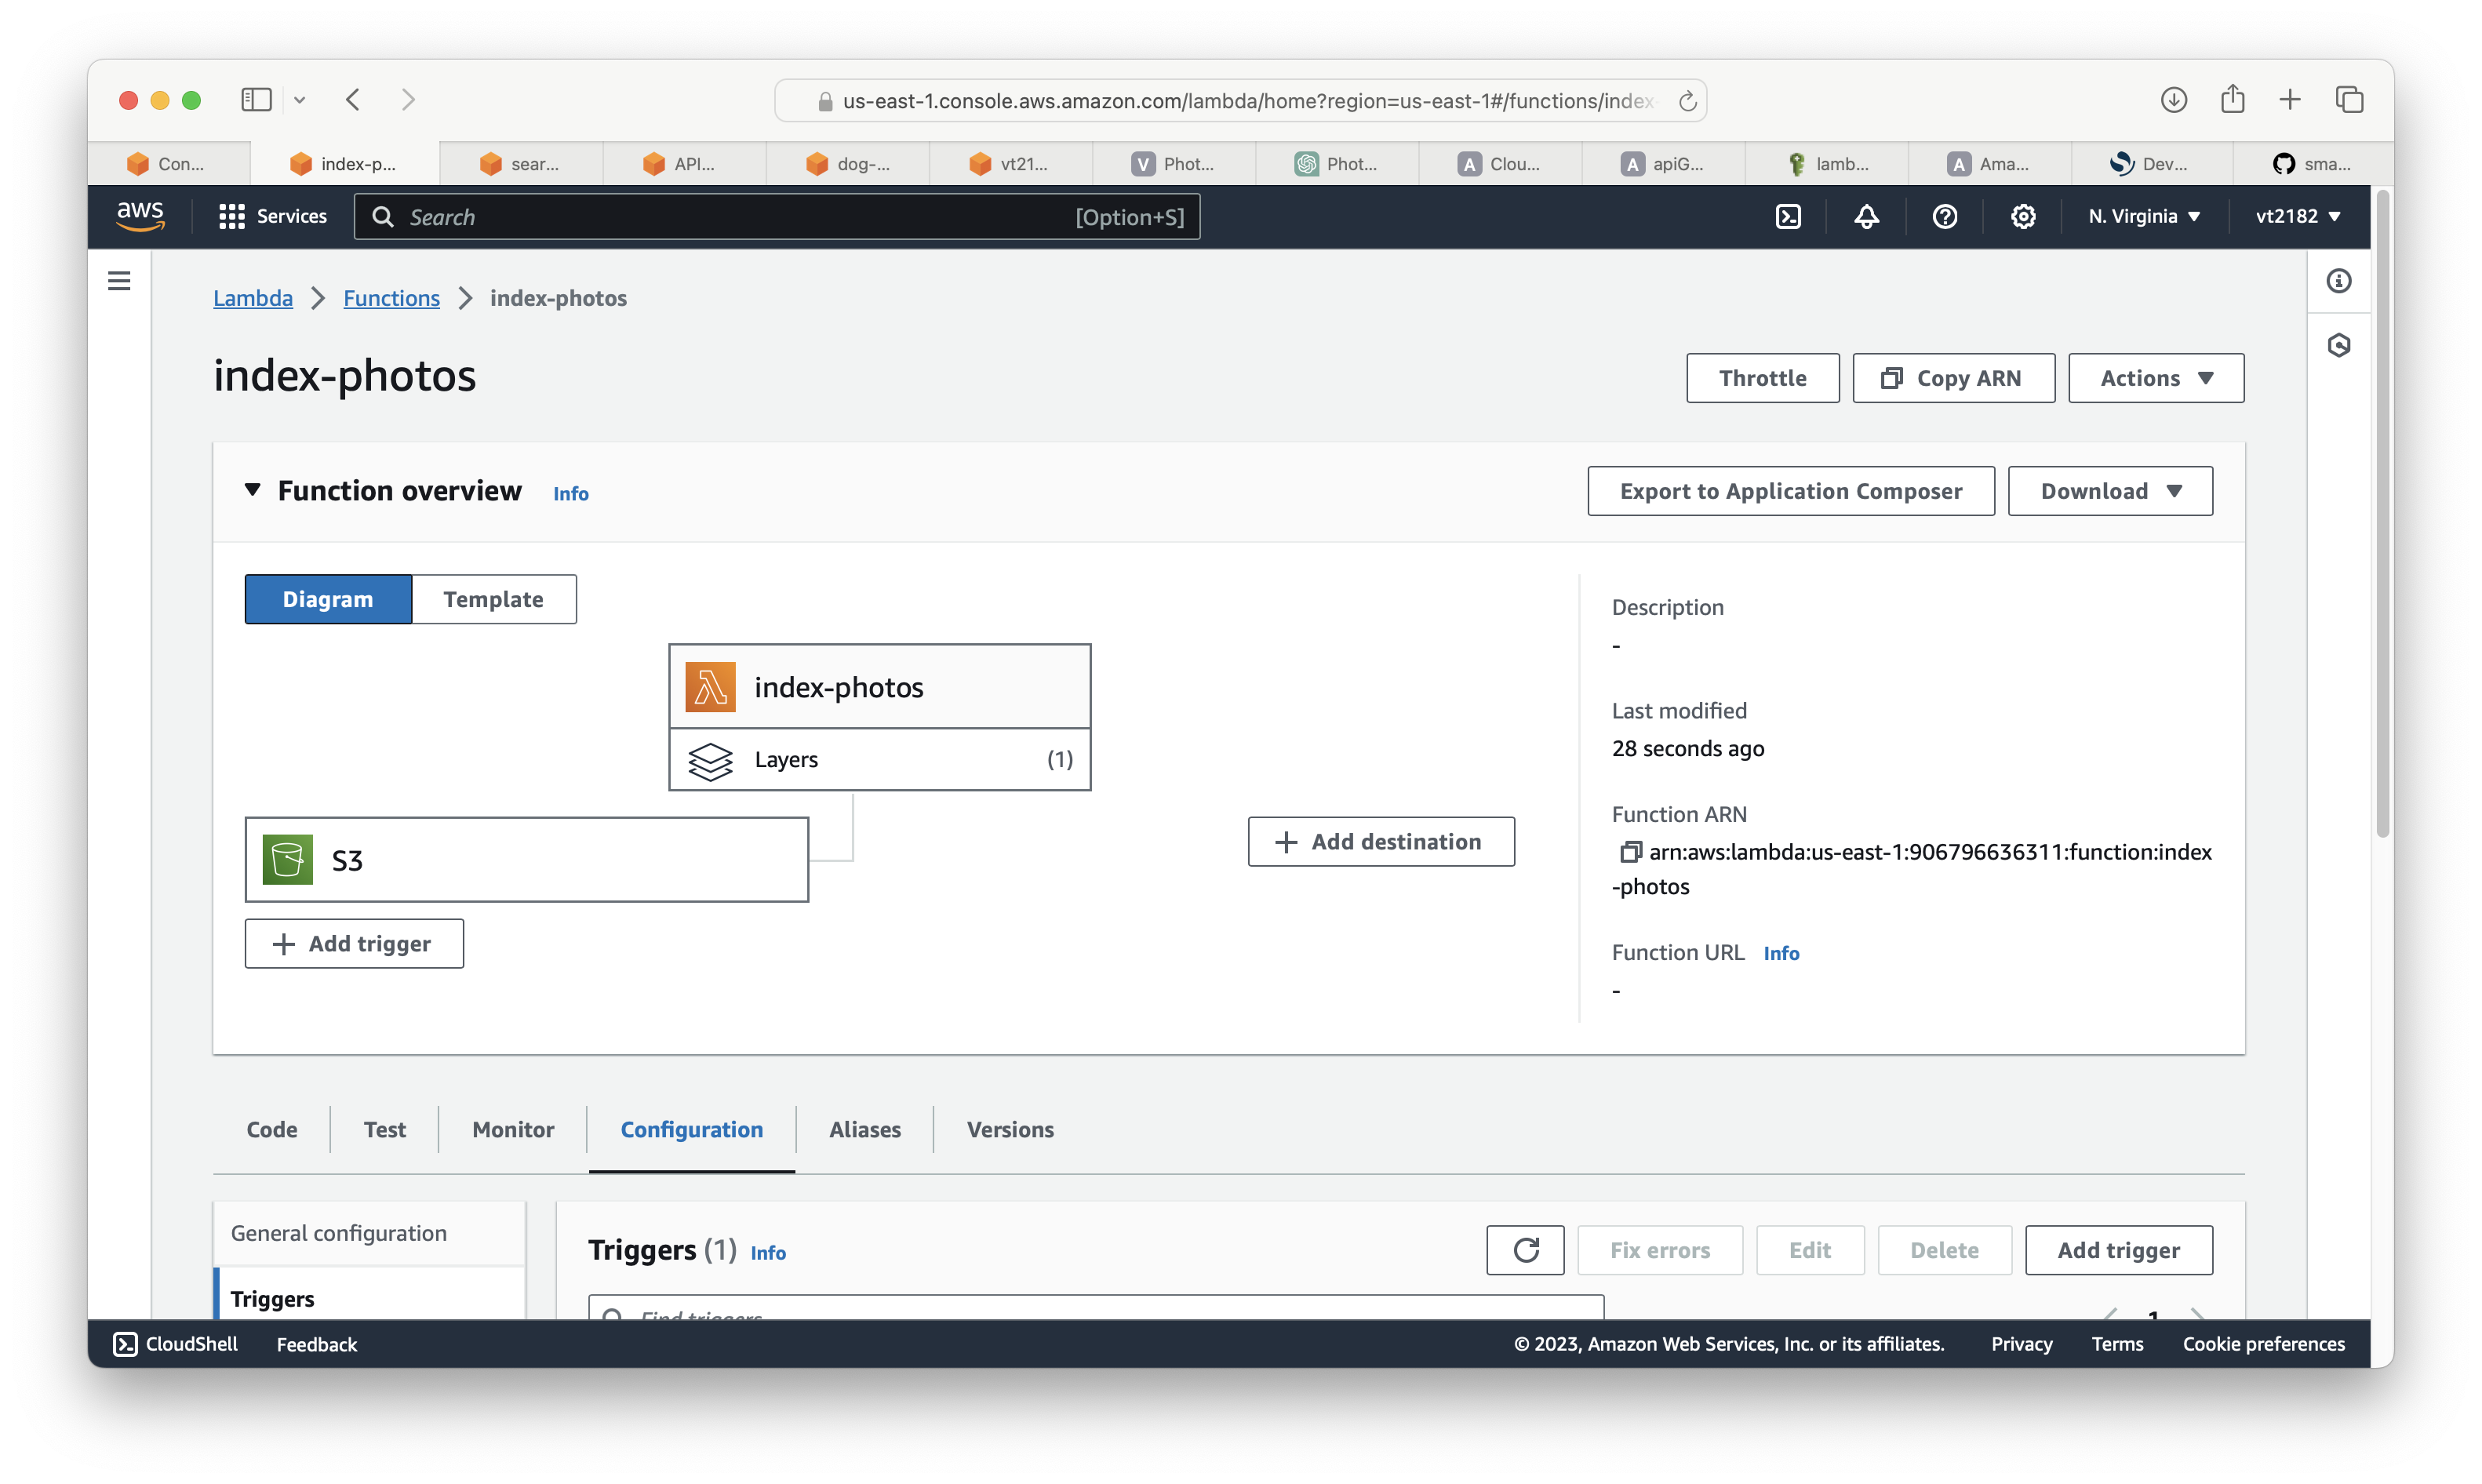 us-east-1.console.aws.amazon.com/lambda/home?region=us-east-1#/functions/index-
Con... index-p... sear... API... dog-... vt21... V Phot... Phot... A Clou... A apiG... lamb... A Ama... Dev... sma...
aws Services Search [Option+S] N. Virginia vt2182
Lambda Functions index-photos
index-photos
Throttle Copy ARN Actions
Function overview Info
Export to Application Composer Download
Diagram Template
index-photos
Layers (1)
S3
Add trigger
Add destination
Description
-
Last modified
28 seconds ago
Function ARN
arn:aws:lambda:us-east-1:906796636311:function:index
-photos
Function URL Info
-
Code Test Monitor Configuration Aliases Versions
General configuration
Triggers
Triggers (1) Info
Fix errors Edit Delete Add trigger
Find triggers
1
CloudShell Feedback © 2023, Amazon Web Services, Inc. or its affiliates. Privacy Terms Cookie preferences